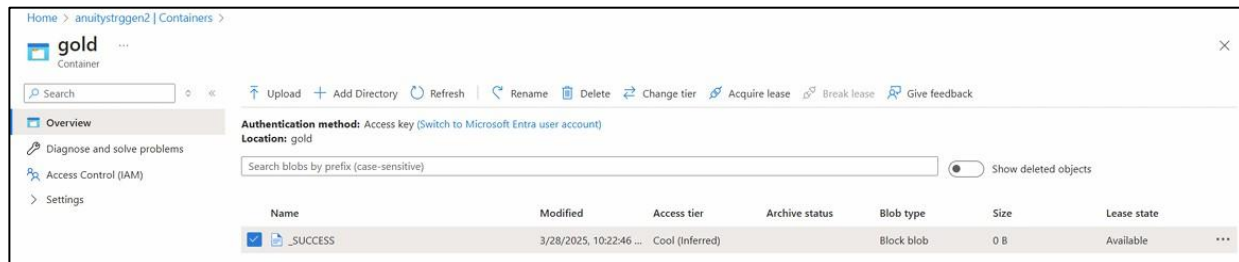 Home > anuitystrggen2 | Containers >
gold ...
Container
Search
Upload Add Directory Refresh Rename Delete Change tier Acquire lease Break lease Give feedback
Overview
Diagnose and solve problems
Access Control (IAM)
Settings
Authentication method: Access key (Switch to Microsoft Entra user account)
Location: gold
Search blobs by prefix (case-sensitive)
Show deleted objects
Name Modified Access tier Archive status Blob type Size Lease state
_SUCCESS 3/28/2025, 10:22:46 ... Cool (Inferred) Block blob 0 B Available ...